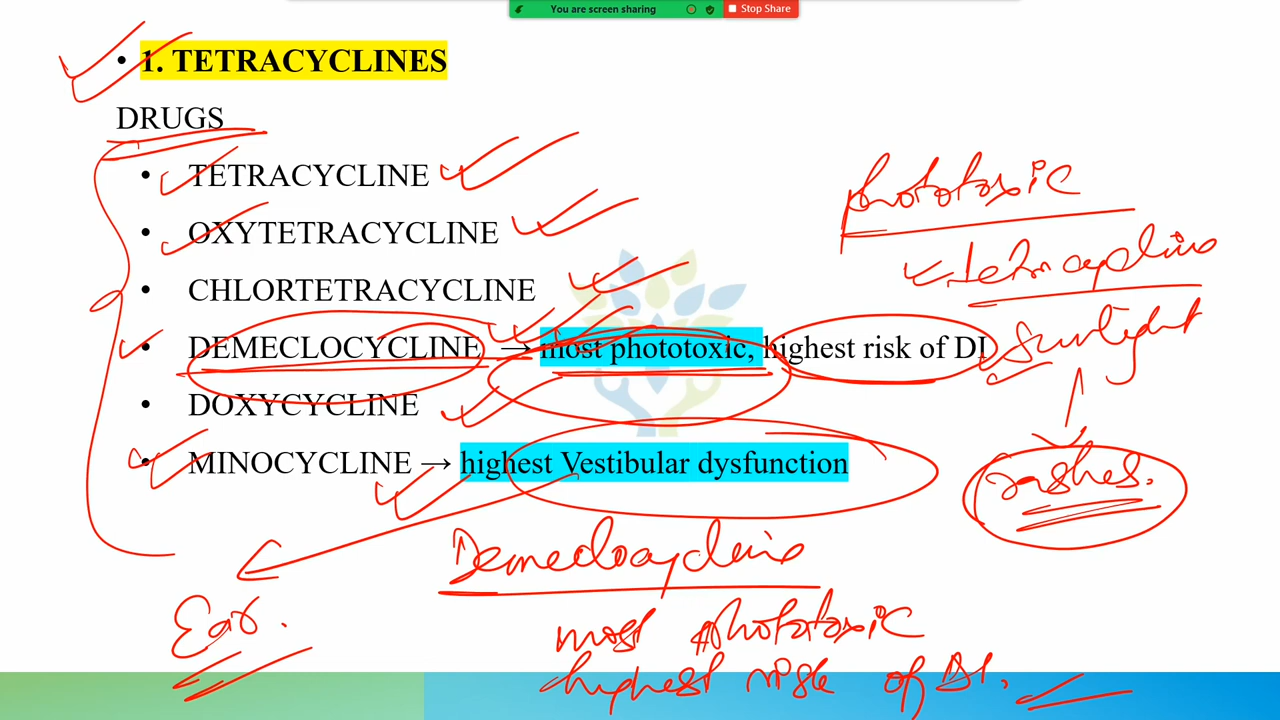 You are screen sharing
Stop Share
• 1. TETRACYCLINES
DRUGS
• TETRACYCLINE
• OXYTETRACYCLINE
• CHLORTETRACYCLINE
• DEMECLOCYCLINE → most phototoxic, highest risk of DI
• DOXYCYCLINE
• MINOCYCLINE → highest Vestibular dysfunction
phototoxic
tetracycline
Sunlight
rashes.
Ear.
Demeclocycline
most phototoxic
highest risk of DI.